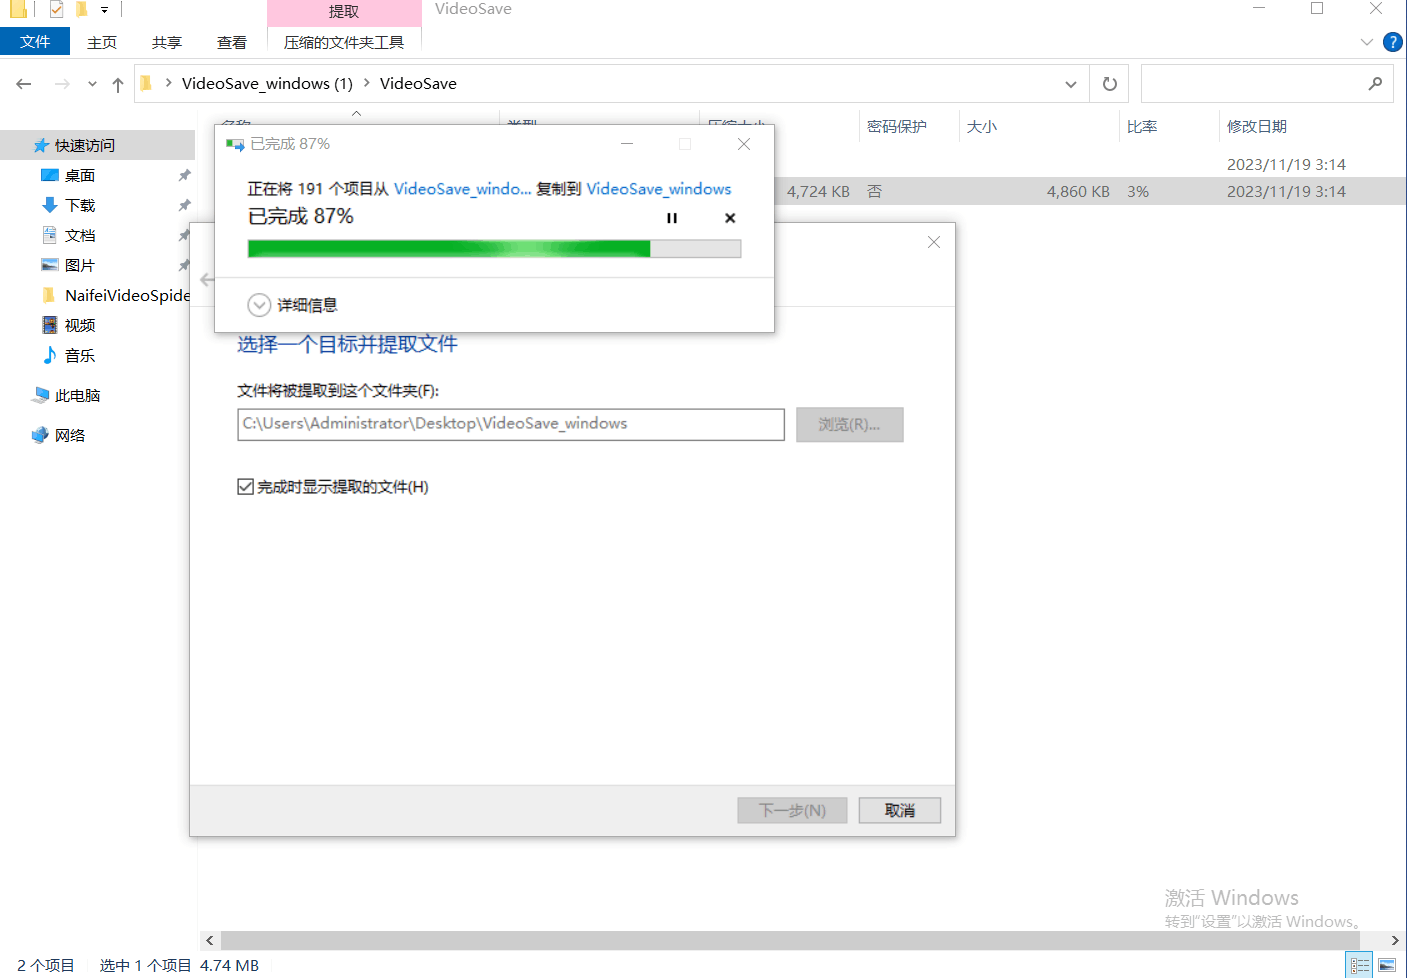 提取
VideoSave
文件
主页
共享
查看
压缩的文件夹工具
VideoSave_windows (1)
VideoSave
密码保护
大小
比率
修改日期
快速访问
桌面
下载
文档
图片
NaifeiVideoSpide
视频
音乐
此电脑
网络
2023/11/19 3:14
4,724 KB
否
4,860 KB
3%
2023/11/19 3:14
已完成 87%
正在将 191 个项目从 VideoSave_windo... 复制到 VideoSave_windows
已完成 87%
详细信息
选择一个目标并提取文件
文件将被提取到这个文件夹(F):
C:\Users\Administrator\Desktop\VideoSave_windows
浏览(R)...
完成时显示提取的文件(H)
下一步(N)
取消
激活 Windows
转到“设置”以激活 Windows。
2 个项目
选中 1 个项目 4.74 MB